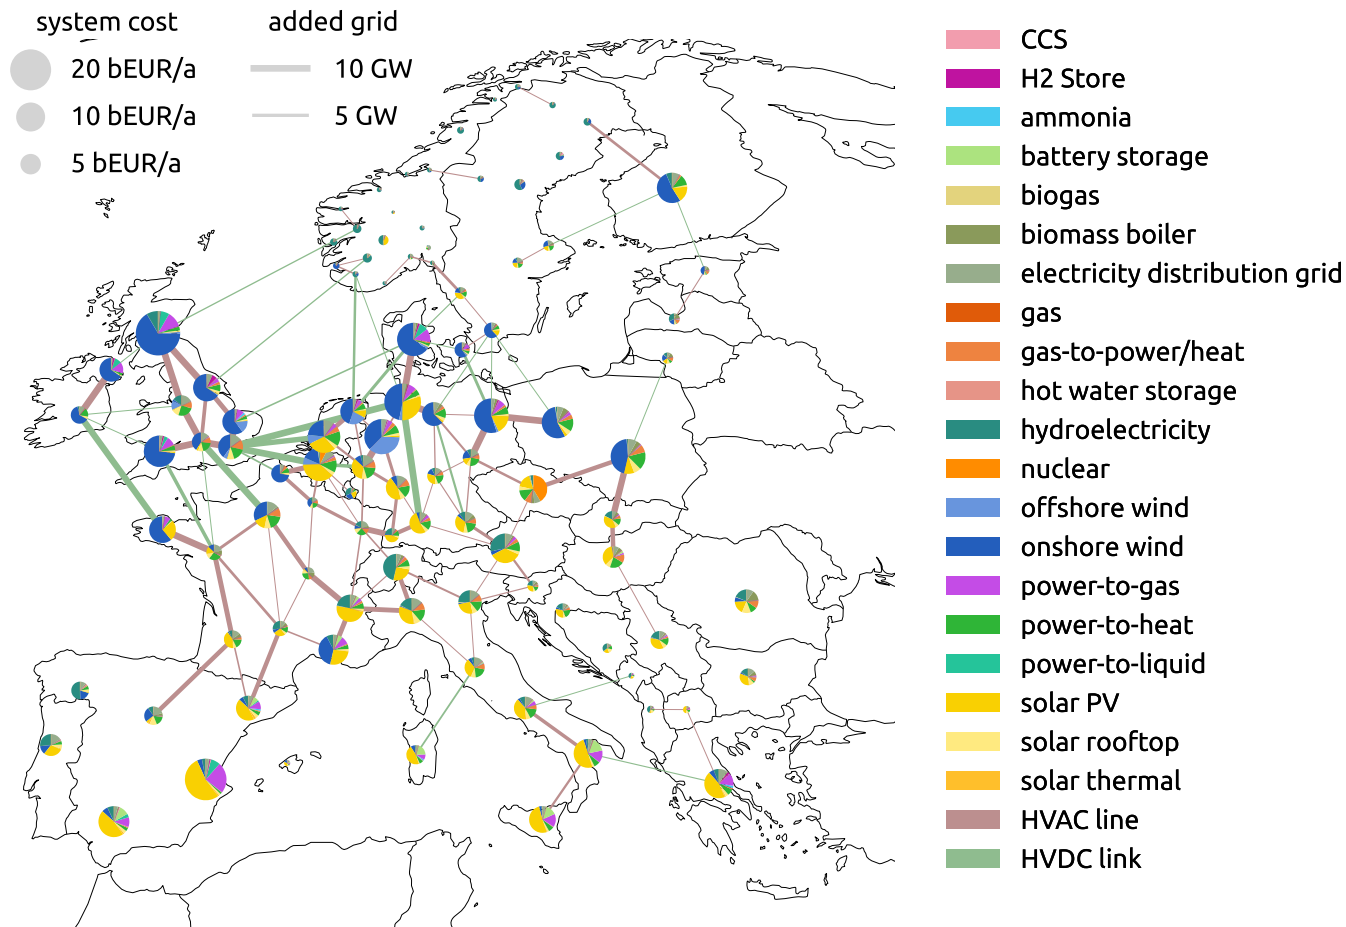 system cost
20 bEUR/a
10 bEUR/a
5 bEUR/a
added grid
10 GW
5 GW
CCS
H2 Store
ammonia
battery storage
biogas
biomass boiler
electricity distribution grid
gas
gas-to-power/heat
hot water storage
hydroelectricity
nuclear
offshore wind
onshore wind
power-to-gas
power-to-heat
power-to-liquid
solar PV
solar rooftop
solar thermal
HVAC line
HVDC link